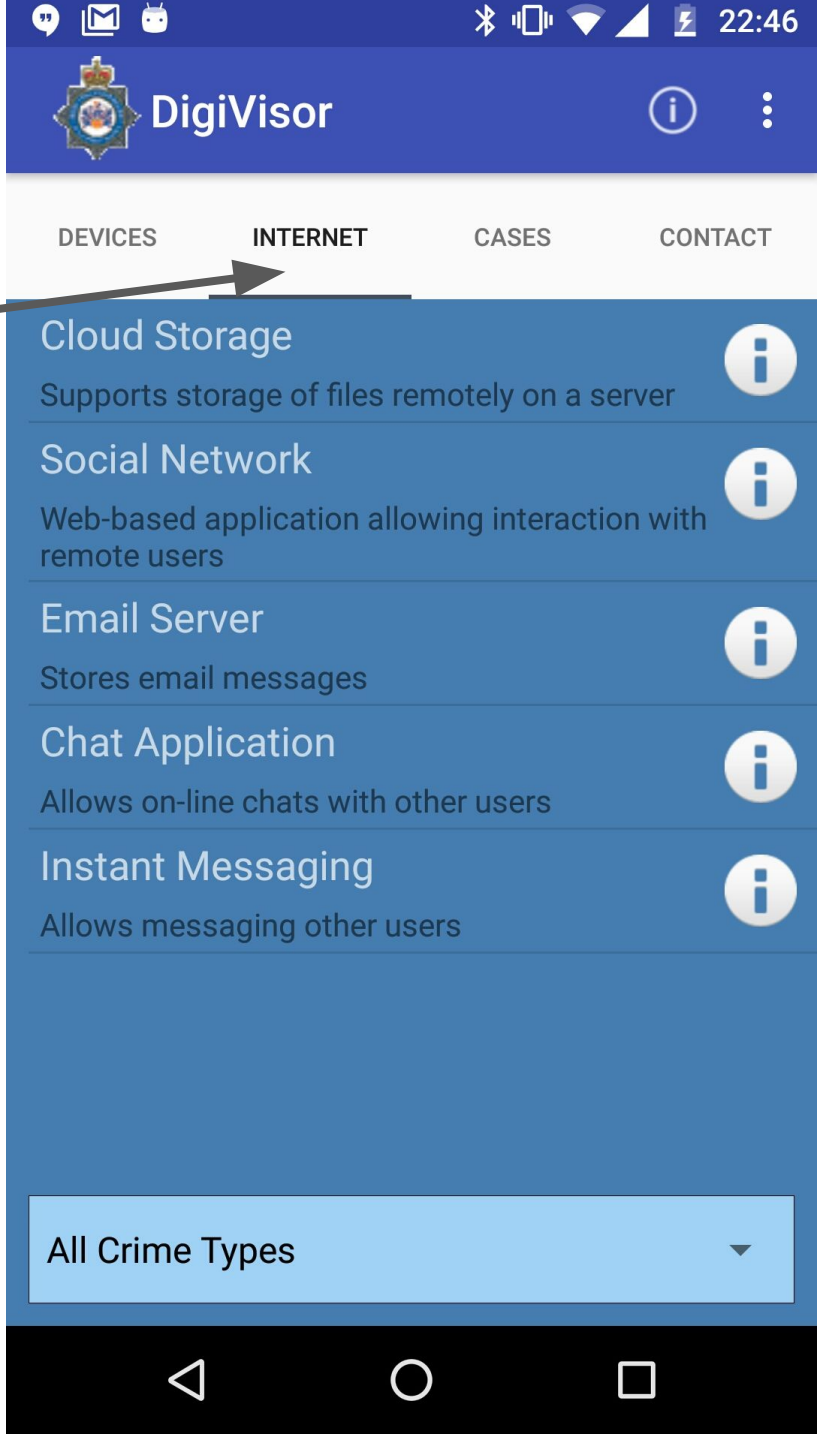 22:46
DigiVisor
DEVICES INTERNET CASES CONTACT
Cloud Storage
Supports storage of files remotely on a server
Social Network
Web-based application allowing interaction with
remote users
Email Server
Stores email messages
Chat Application
Allows on-line chats with other users
Instant Messaging
Allows messaging other users
All Crime Types